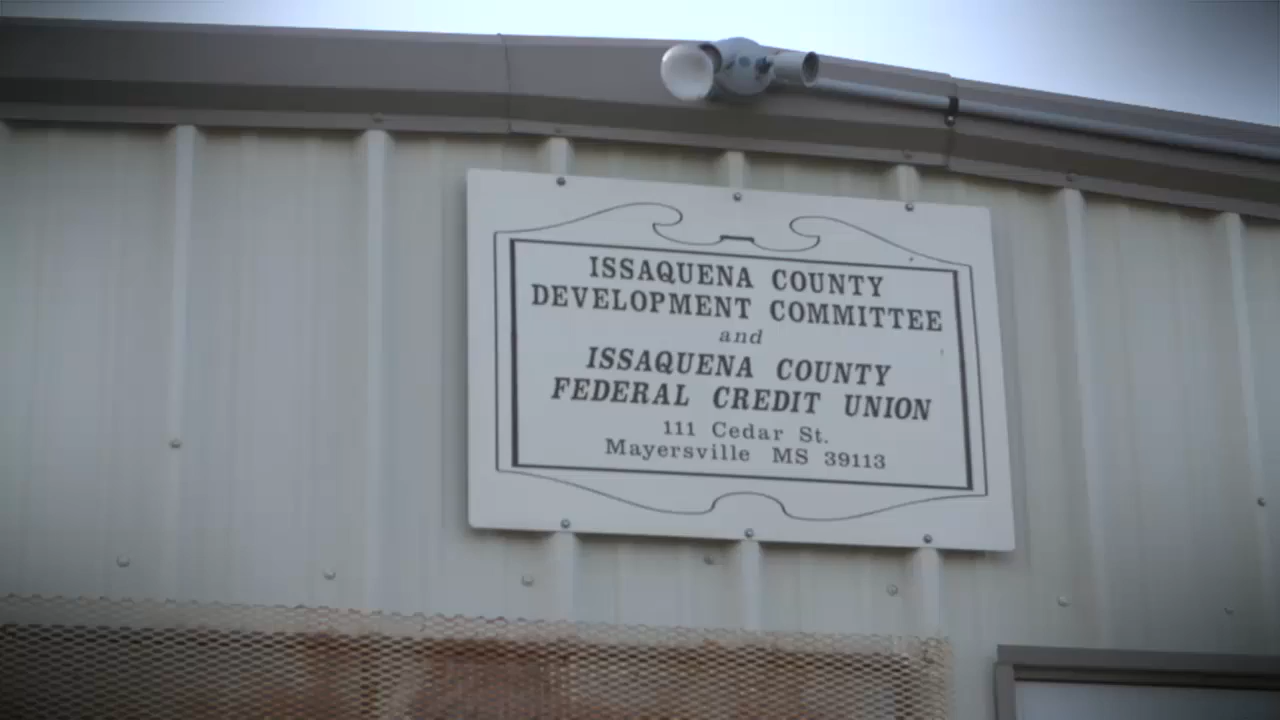 ISSAQUENA COUNTY
DEVELOPMENT COMMITTEE
and
ISSAQUENA COUNTY
FEDERAL CREDIT UNION
111 Cedar St.
Mayersville MS 39113